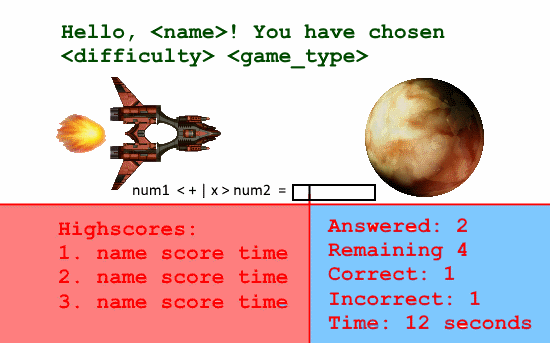 Hello, <name>! You have chosen
<difficulty> <game_type>
num1 < + | x > num2 =
Highscores:
1. name score time
2. name score time
3. name score time
Answered: 2
Remaining 4
Correct: 1
Incorrect: 1
Time: 12 seconds